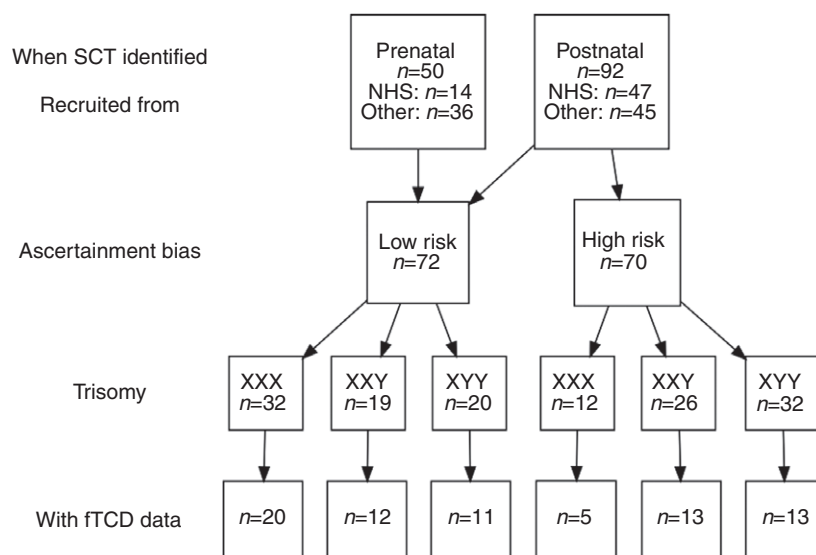 When SCT identified
Recruited from
Prenatal
n=50
NHS: n=14
Other: n=36
Postnatal
n=92
NHS: n=47
Other: n=45
Ascertainment bias
Low risk
n=72
High risk
n=70
Trisomy
XXX
n=32
XXY
n=19
XYY
n=20
XXX
n=12
XXY
n=26
XYY
n=32
With fTCD data
n=20
n=12
n=11
n=5
n=13
n=13